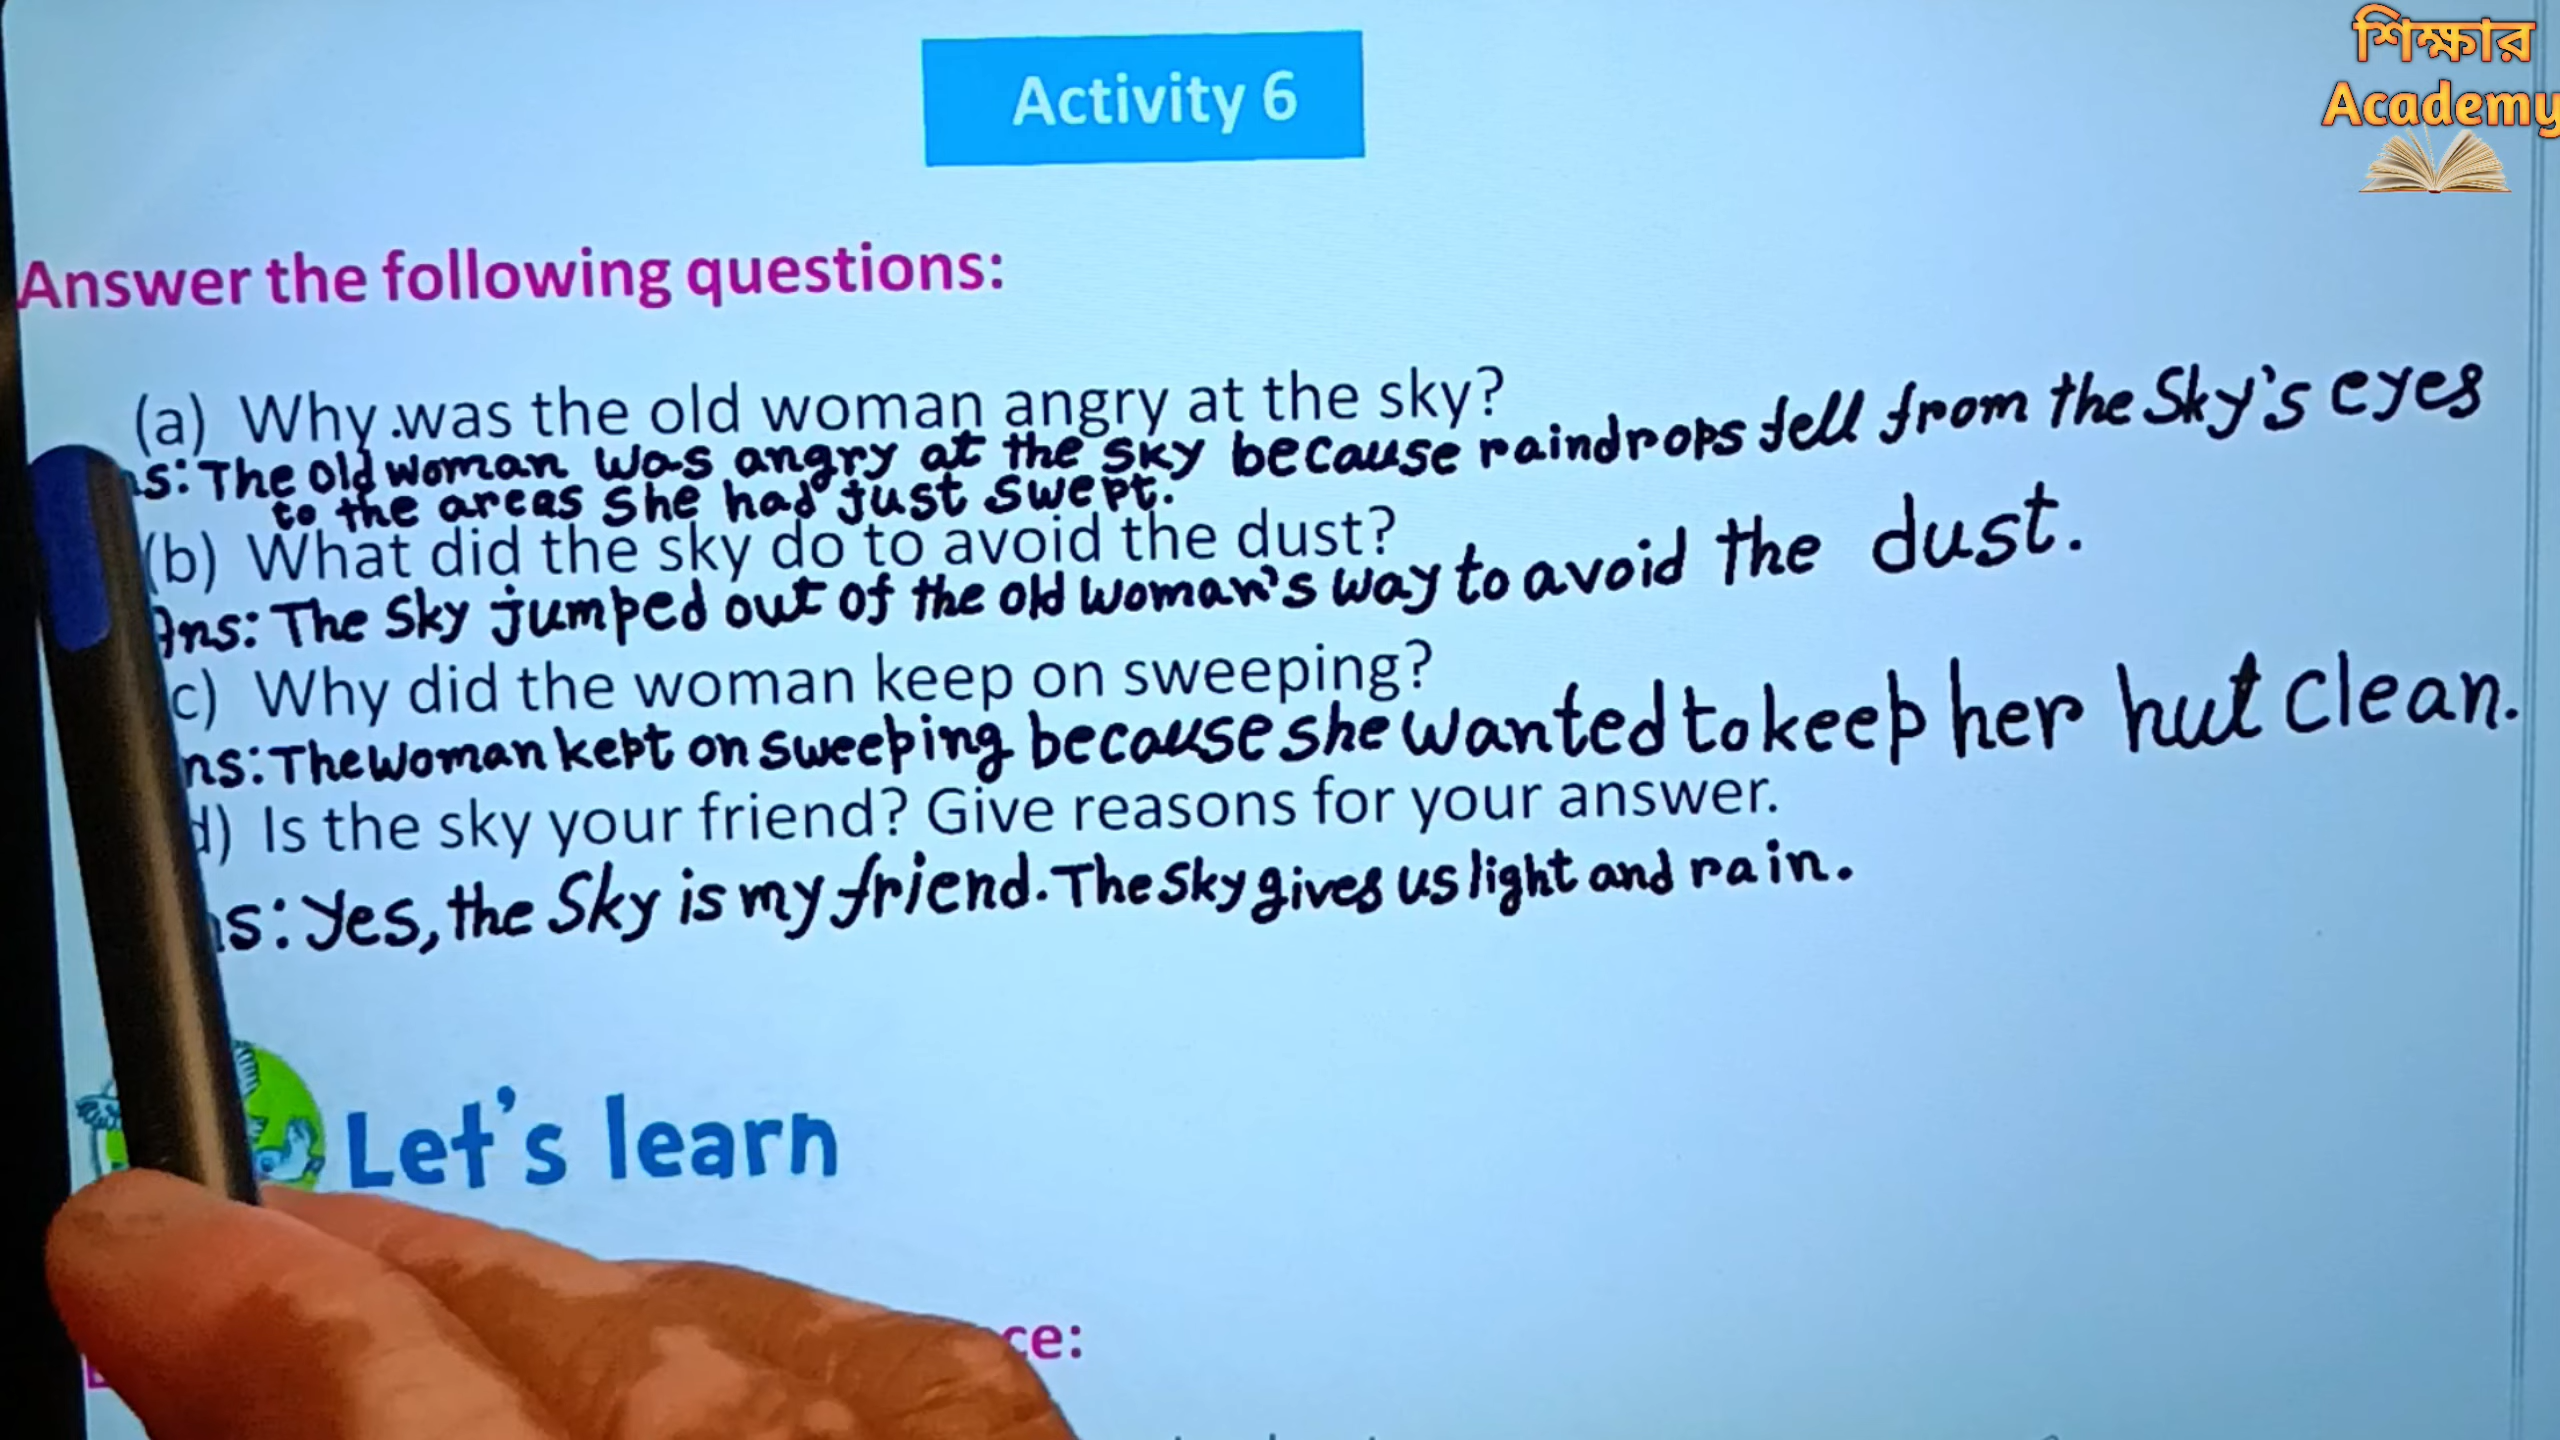 শিক্ষার
Academy
Activity 6
Answer the following questions:
(a) Why was the old woman angry at the sky?
s: The old woman was angry at the sky because raindrops fell from the Sky's eyes
to the areas she had just swept.
(b) What did the sky do to avoid the dust?
Ans: The Sky jumped out of the old woman's way to avoid the dust.
c) Why did the woman keep on sweeping?
ns: The woman kept on sweeping because she wanted to keep her hut clean.
d) Is the sky your friend? Give reasons for your answer.
s: Yes, the Sky is my friend. The Sky gives us light and rain.
Let's learn
ce: